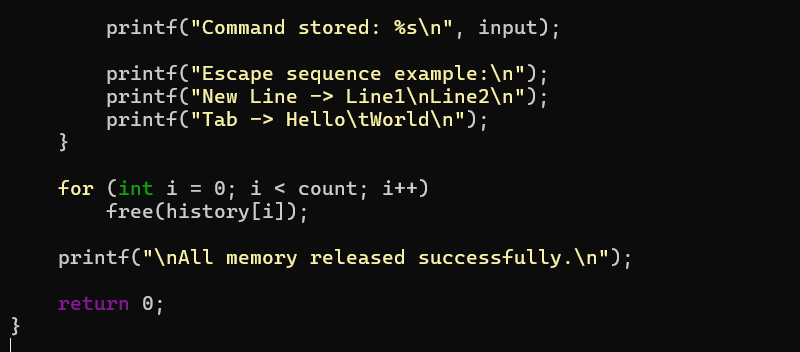 printf("Command stored: %s\n", input);

        printf("Escape sequence example:\n");
        printf("New Line -> Line1\nLine2\n");
        printf("Tab -> Hello\tWorld\n");
    }

    for (int i = 0; i < count; i++)
        free(history[i]);

    printf("\nAll memory released successfully.\n");

    return 0;
}